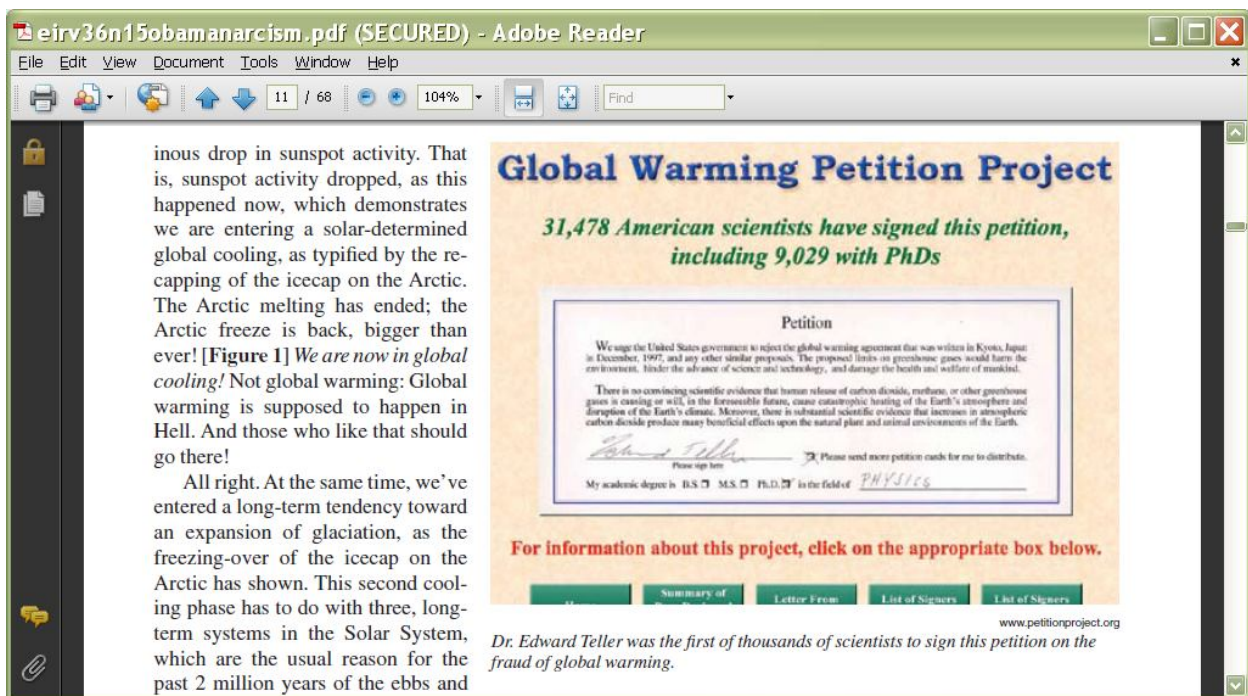 eirv36n15obamanarcism.pdf (SECURED) - Adobe Reader
File Edit View Document Tools Window Help
11 / 68 104% Find
inous drop in sunspot activity. That
is, sunspot activity dropped, as this
happened now, which demonstrates
we are entering a solar-determined
global cooling, as typified by the re-
capping of the icecap on the Arctic.
The Arctic melting has ended; the
Arctic freeze is back, bigger than
ever! [Figure 1] We are now in global
cooling! Not global warming: Global
warming is supposed to happen in
Hell. And those who like that should
go there!
All right. At the same time, we've
entered a long-term tendency toward
an expansion of glaciation, as the
freezing-over of the icecap on the
Arctic has shown. This second cool-
ing phase has to do with three, long-
term systems in the Solar System,
which are the usual reason for the
past 2 million years of the ebbs and
Global Warming Petition Project
31,478 American scientists have signed this petition,
including 9,029 with PhDs
Petition
We urge the United States government to reject the global warming agreement that was written in Kyoto, Japan
in December, 1997, and any other similar proposals. The proposed limits on greenhouse gases would harm the
environment, hinder the advance of science and technology, and damage the health and welfare of mankind.
There is no convincing scientific evidence that human release of carbon dioxide, methane, or other greenhouse
gases is causing or will, in the foreseeable future, cause catastrophic heating of the Earth's atmosphere and
disruption of the Earth's climate. Moreover, there is substantial scientific evidence that increases in atmospheric
carbon dioxide produce many beneficial effects upon the natural plant and animal environments of the Earth.
Please sign here
Please send more petition cards for me to distribute.
My academic degree is B.S. M.S. Ph.D. in the field of PHYSICS
For information about this project, click on the appropriate box below.
Summary of
Letter From
List of Signers
List of Signers
www.petitionproject.org
Dr. Edward Teller was the first of thousands of scientists to sign this petition on the
fraud of global warming.